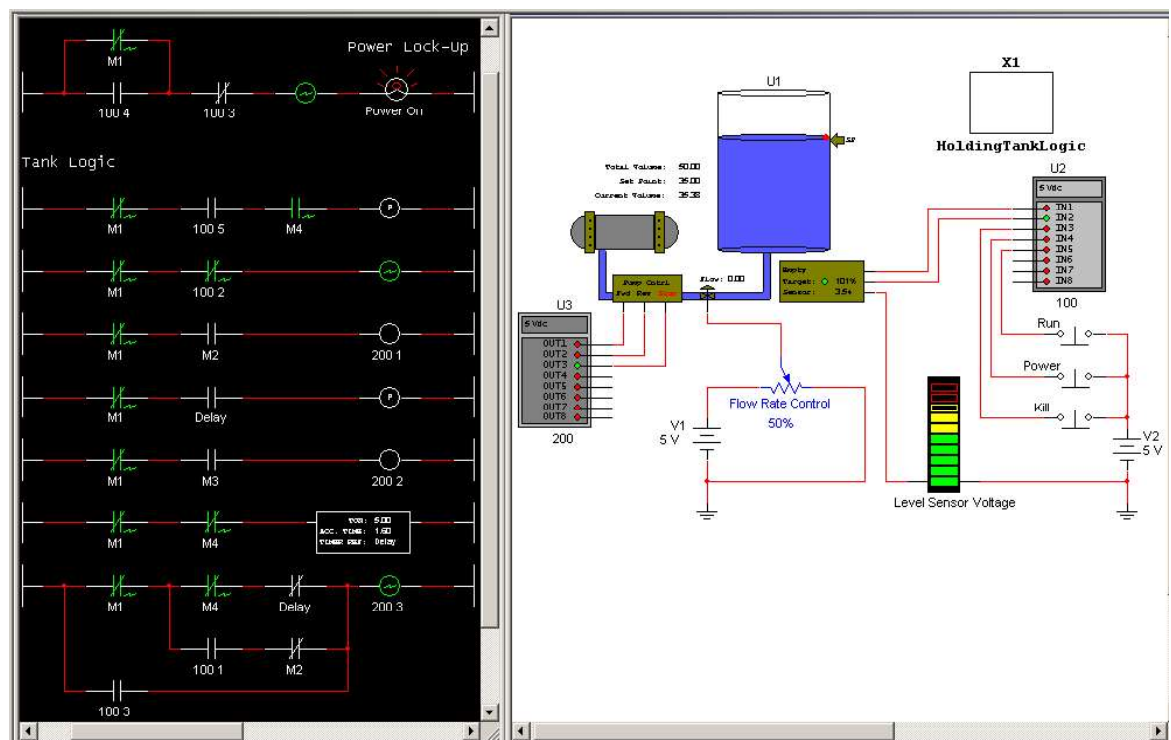 M1
Power Lock-Up
100 4
100 3
Power On
Tank Logic
M1
100 5
M4
P
M1
100 2
M1
M2
200 1
M1
Delay
P
M1
M3
200 2
M1
M4
TON: 5.00
ACC. TIME: 1.60
TIMER REF: Delay
M1
M4
Delay
200 3
100 1
M2
100 3
U1
SP
Total Volume: 50.00
Set Point: 35.00
Current Volume: 35.38
X1
HoldingTankLogic
U2
5 Vdc
IN1
IN2
IN3
IN4
IN5
IN6
IN7
IN8
100
Pump Cntrl
Fwd Rev Stop
Flow: 0.00
Empty
Target: 101%
Sensor: 3.5v
U3
5 Vdc
OUT1
OUT2
OUT3
OUT4
OUT5
OUT6
OUT7
OUT8
200
Run
Power
Kill
Flow Rate Control
50%
V1
5 V
V2
5 V
Level Sensor Voltage